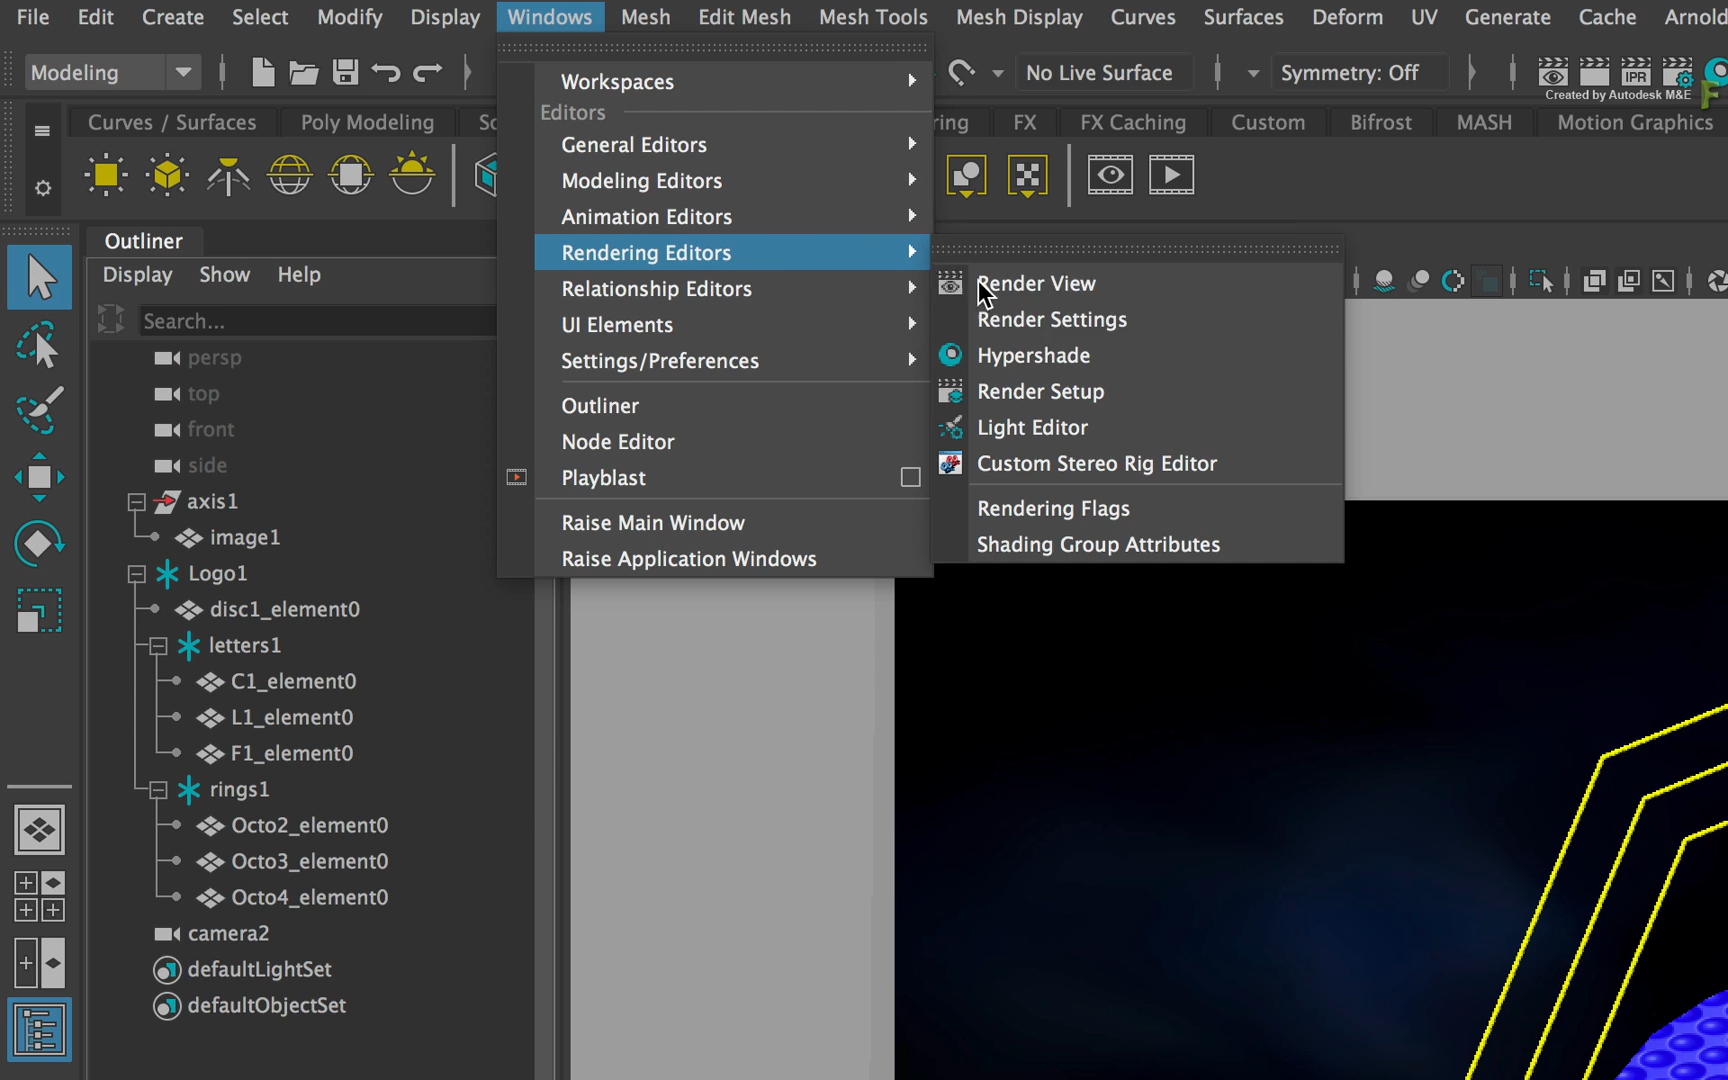 File Edit Create Select Modify Display Windows Mesh Edit Mesh Mesh Tools Mesh Display Curves Surfaces Deform UV Generate Cache Arnold
Modeling No Live Surface Symmetry: Off IPR
Created by Autodesk M&E
Curves / Surfaces Poly Modeling FX FX Caching Custom Bifrost MASH Motion Graphics
Workspaces
Editors
General Editors
Modeling Editors
Animation Editors
Rendering Editors
Relationship Editors
UI Elements
Settings/Preferences
Outliner
Node Editor
Playblast
Raise Main Window
Raise Application Windows
Render View
Render Settings
Hypershade
Render Setup
Light Editor
Custom Stereo Rig Editor
Rendering Flags
Shading Group Attributes
Outliner
Display Show Help
Search...
persp
top
front
side
axis1
image1
Logo1
disc1_element0
letters1
C1_element0
L1_element0
F1_element0
rings1
Octo2_element0
Octo3_element0
Octo4_element0
camera2
defaultLightSet
defaultObjectSet